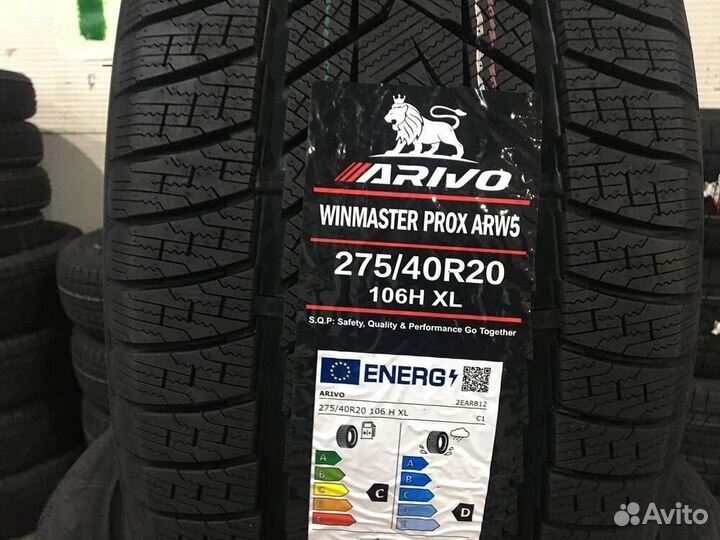 ARIVO
WINMASTER PROX ARW5
275/40R20
106H XL
S.Q.P: Safety, Quality & Performance Go Together
ENERG
ARIVO
2EAR812
275/40R20 106 H XL
C1
A
B
C
D
E
C
A
B
C
D
E
D
Avito